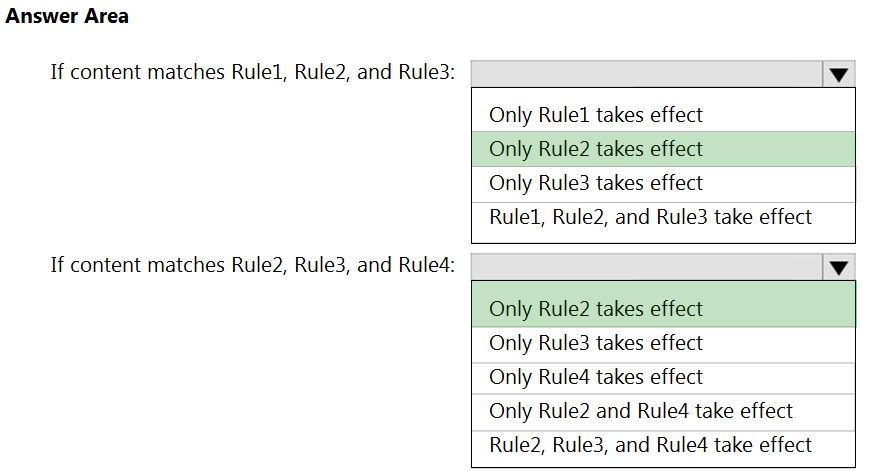 Answer Area
If content matches Rule1, Rule2, and Rule3:
Only Rule1 takes effect
Only Rule2 takes effect
Only Rule3 takes effect
Rule1, Rule2, and Rule3 take effect
If content matches Rule2, Rule3, and Rule4:
Only Rule2 takes effect
Only Rule3 takes effect
Only Rule4 takes effect
Only Rule2 and Rule4 take effect
Rule2, Rule3, and Rule4 take effect